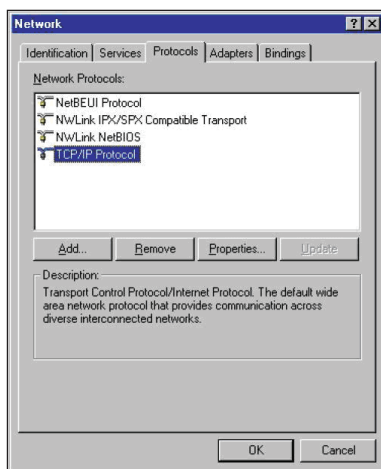 Network
Identification Services Protocols Adapters Bindings
Network Protocols:
NetBEUI Protocol
NWLink IPX/SPX Compatible Transport
NWLink NetBIOS
TCP/IP Protocol
Add... Remove Properties... Update
Description:
Transport Control Protocol/Internet Protocol. The default wide
area network protocol that provides communication across
diverse interconnected networks.
OK Cancel